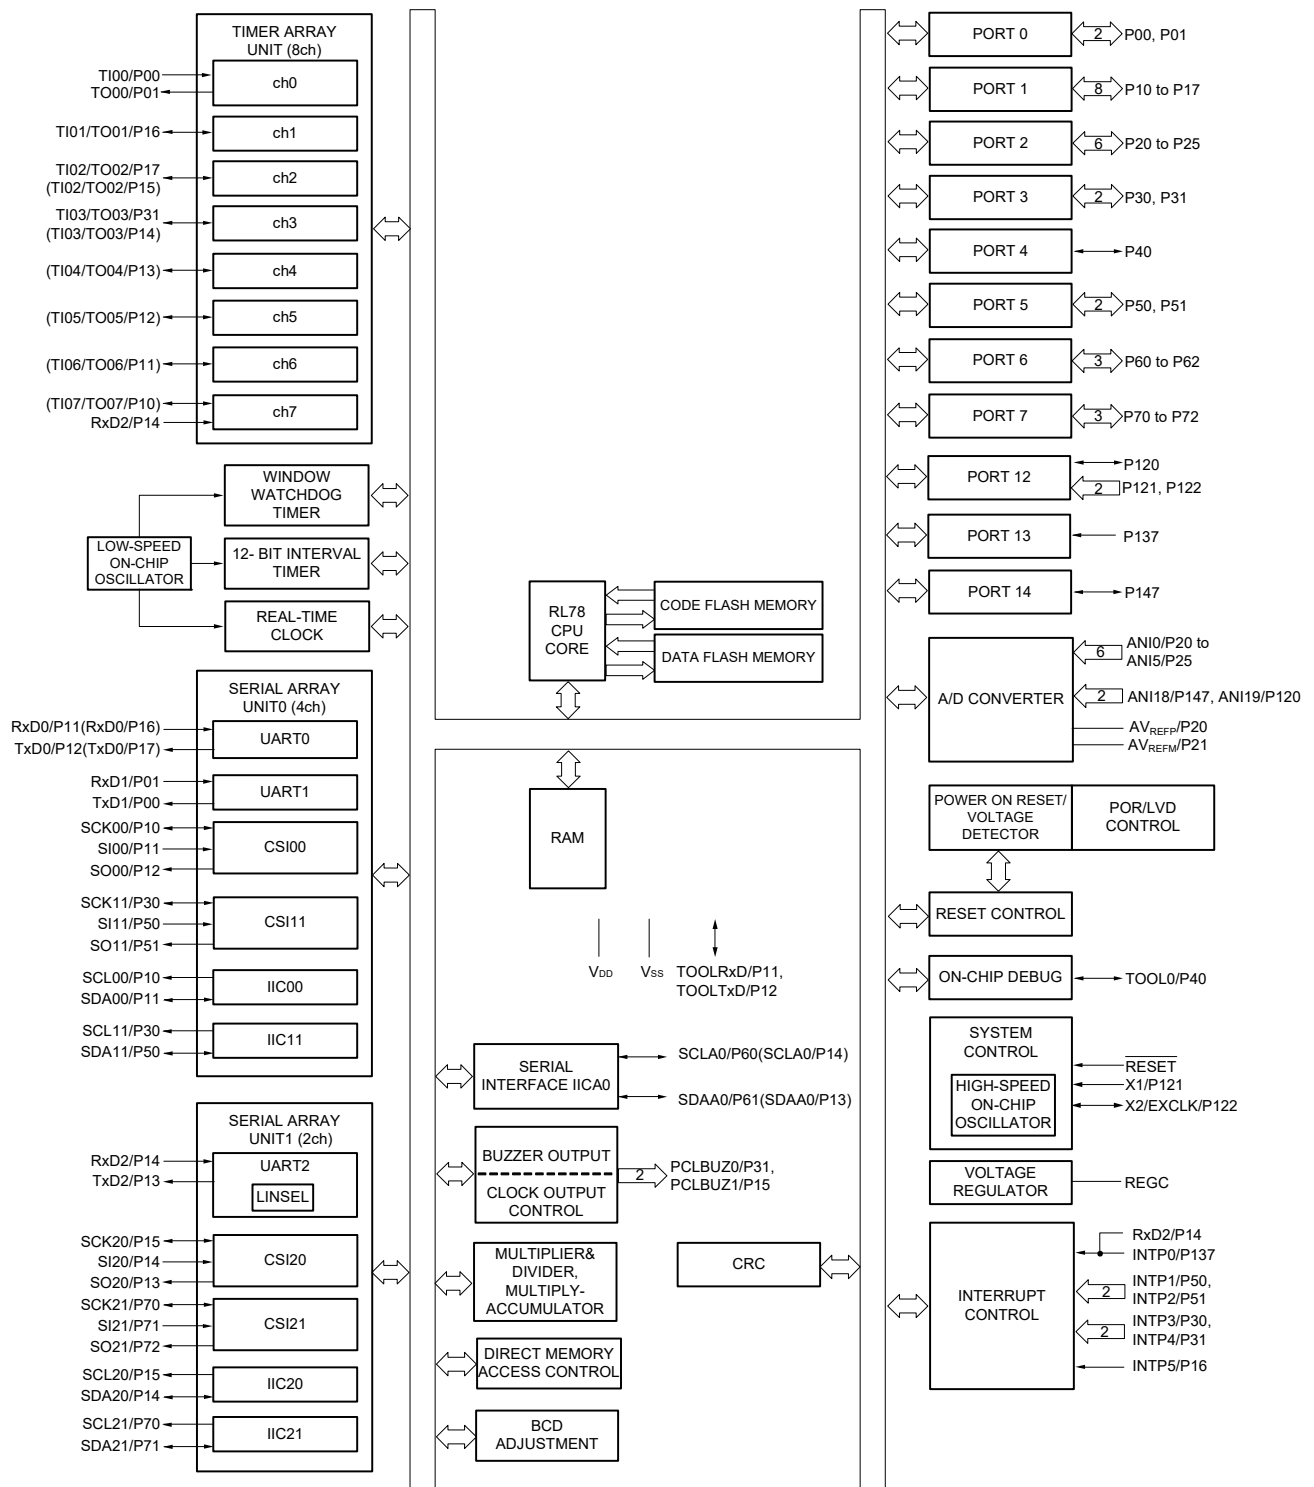 TIMER ARRAY
UNIT (8ch)
TI00/P00
TO00/P01
ch0
TI01/TO01/P16
ch1
TI02/TO02/P17
(TI02/TO02/P15)
ch2
TI03/TO03/P31
(TI03/TO03/P14)
ch3
(TI04/TO04/P13)
ch4
(TI05/TO05/P12)
ch5
(TI06/TO06/P11)
ch6
(TI07/TO07/P10)
RxD2/P14
ch7
WINDOW
WATCHDOG
TIMER
LOW-SPEED
ON-CHIP
OSCILLATOR
12- BIT INTERVAL
TIMER
REAL-TIME
CLOCK
SERIAL ARRAY
UNIT0 (4ch)
RxD0/P11(RxD0/P16)
TxD0/P12(TxD0/P17)
UART0
RxD1/P01
TxD1/P00
UART1
SCK00/P10
SI00/P11
SO00/P12
CSI00
SCK11/P30
SI11/P50
SO11/P51
CSI11
SCL00/P10
SDA00/P11
IIC00
SCL11/P30
SDA11/P50
IIC11
SERIAL ARRAY
UNIT1 (2ch)
RxD2/P14
TxD2/P13
UART2
LINSEL
SCK20/P15
SI20/P14
SO20/P13
CSI20
SCK21/P70
SI21/P71
SO21/P72
CSI21
SCL20/P15
SDA20/P14
IIC20
SCL21/P70
SDA21/P71
IIC21
RL78
CPU
CORE
CODE FLASH MEMORY
DATA FLASH MEMORY
RAM
VDD
VSS
TOOLRxD/P11,
TOOLTxD/P12
SERIAL
INTERFACE IICA0
SCLA0/P60(SCLA0/P14)
SDAA0/P61(SDAA0/P13)
BUZZER OUTPUT
CLOCK OUTPUT
CONTROL
2
PCLBUZ0/P31,
PCLBUZ1/P15
MULTIPLIER&
DIVIDER,
MULTIPLY-
ACCUMULATOR
CRC
DIRECT MEMORY
ACCESS CONTROL
BCD
ADJUSTMENT
PORT 0
2
P00, P01
PORT 1
8
P10 to P17
PORT 2
6
P20 to P25
PORT 3
2
P30, P31
PORT 4
P40
PORT 5
2
P50, P51
PORT 6
3
P60 to P62
PORT 7
3
P70 to P72
PORT 12
P120
2
P121, P122
PORT 13
P137
PORT 14
P147
A/D CONVERTER
6
ANI0/P20 to
ANI5/P25
2
ANI18/P147, ANI19/P120
AVREFP/P20
AVREFM/P21
POWER ON RESET/
VOLTAGE
DETECTOR
POR/LVD
CONTROL
RESET CONTROL
ON-CHIP DEBUG
TOOL0/P40
SYSTEM
CONTROL
HIGH-SPEED
ON-CHIP
OSCILLATOR
RESET
X1/P121
X2/EXCLK/P122
VOLTAGE
REGULATOR
REGC
INTERRUPT
CONTROL
RxD2/P14
INTP0/P137
2
INTP1/P50,
INTP2/P51
2
INTP3/P30,
INTP4/P31
INTP5/P16